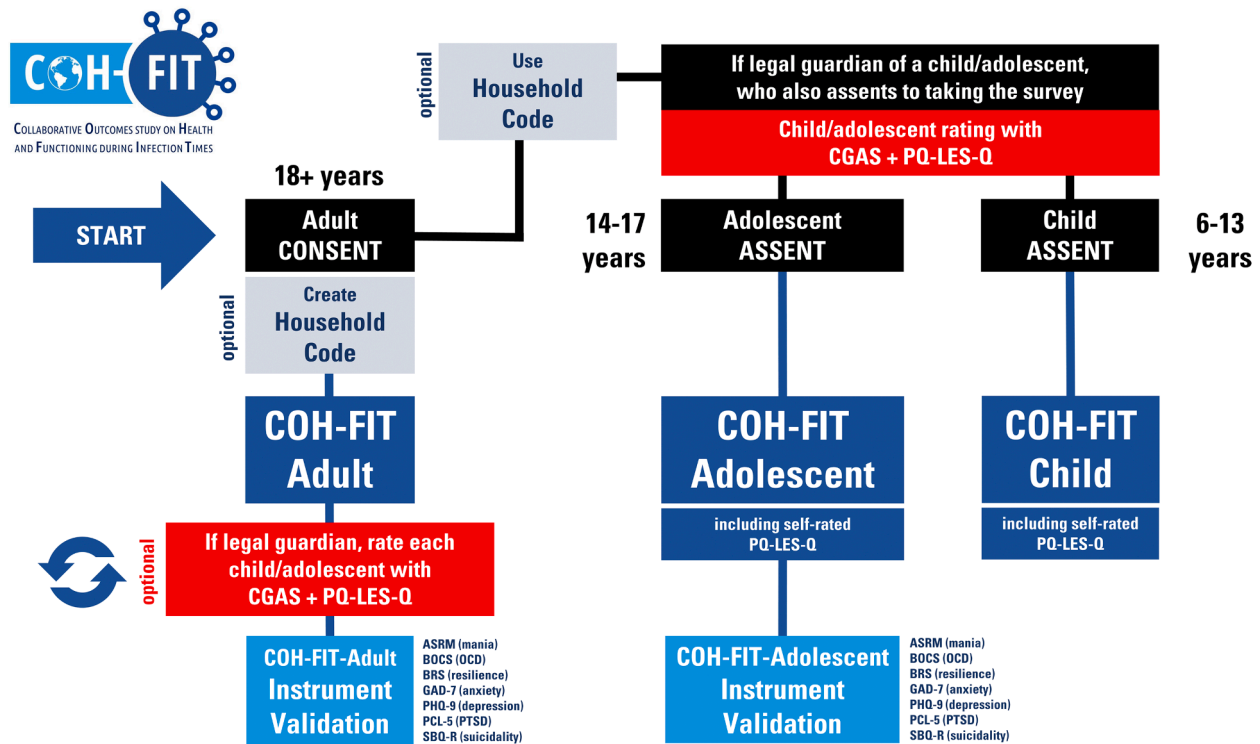 COH-FIT
COLLABORATIVE OUTCOMES STUDY ON HEALTH
AND FUNCTIONING DURING INFECTION TIMES
START
18+ years
Adult
CONSENT
optional
Create
Household
Code
COH-FIT
Adult
optional
If legal guardian, rate each
child/adolescent with
CGAS + PQ-LES-Q
COH-FIT-Adult
Instrument
Validation
ASRM (mania)
BOCS (OCD)
BRS (resilience)
GAD-7 (anxiety)
PHQ-9 (depression)
PCL-5 (PTSD)
SBQ-R (suicidality)
optional
Use
Household
Code
If legal guardian of a child/adolescent,
who also assents to taking the survey
Child/adolescent rating with
CGAS + PQ-LES-Q
14-17
years
Adolescent
ASSENT
COH-FIT
Adolescent
including self-rated
PQ-LES-Q
COH-FIT-Adolescent
Instrument
Validation
ASRM (mania)
BOCS (OCD)
BRS (resilience)
GAD-7 (anxiety)
PHQ-9 (depression)
PCL-5 (PTSD)
SBQ-R (suicidality)
Child
ASSENT
6-13
years
COH-FIT
Child
including self-rated
PQ-LES-Q